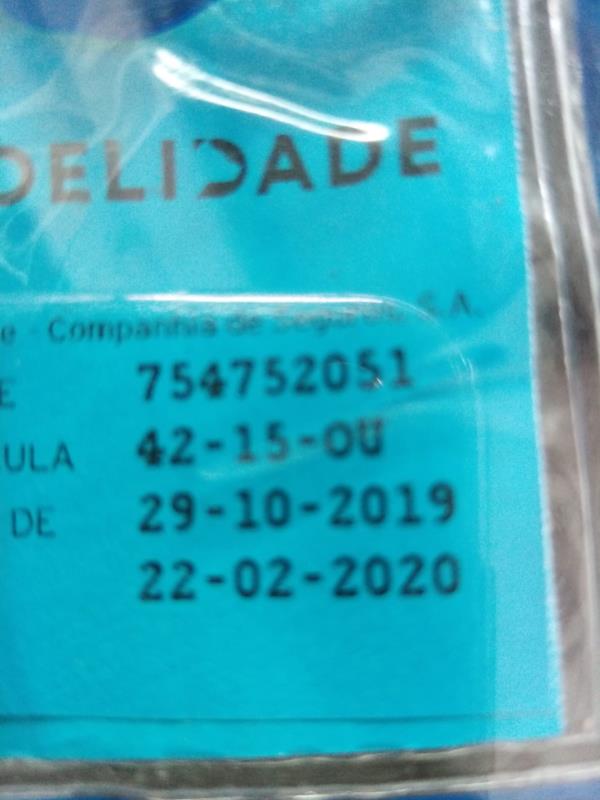 DELIDADE
e - Companhia de Seguros, S.A.
E 754752051
ULA 42-15-OU
DE 29-10-2019
22-02-2020